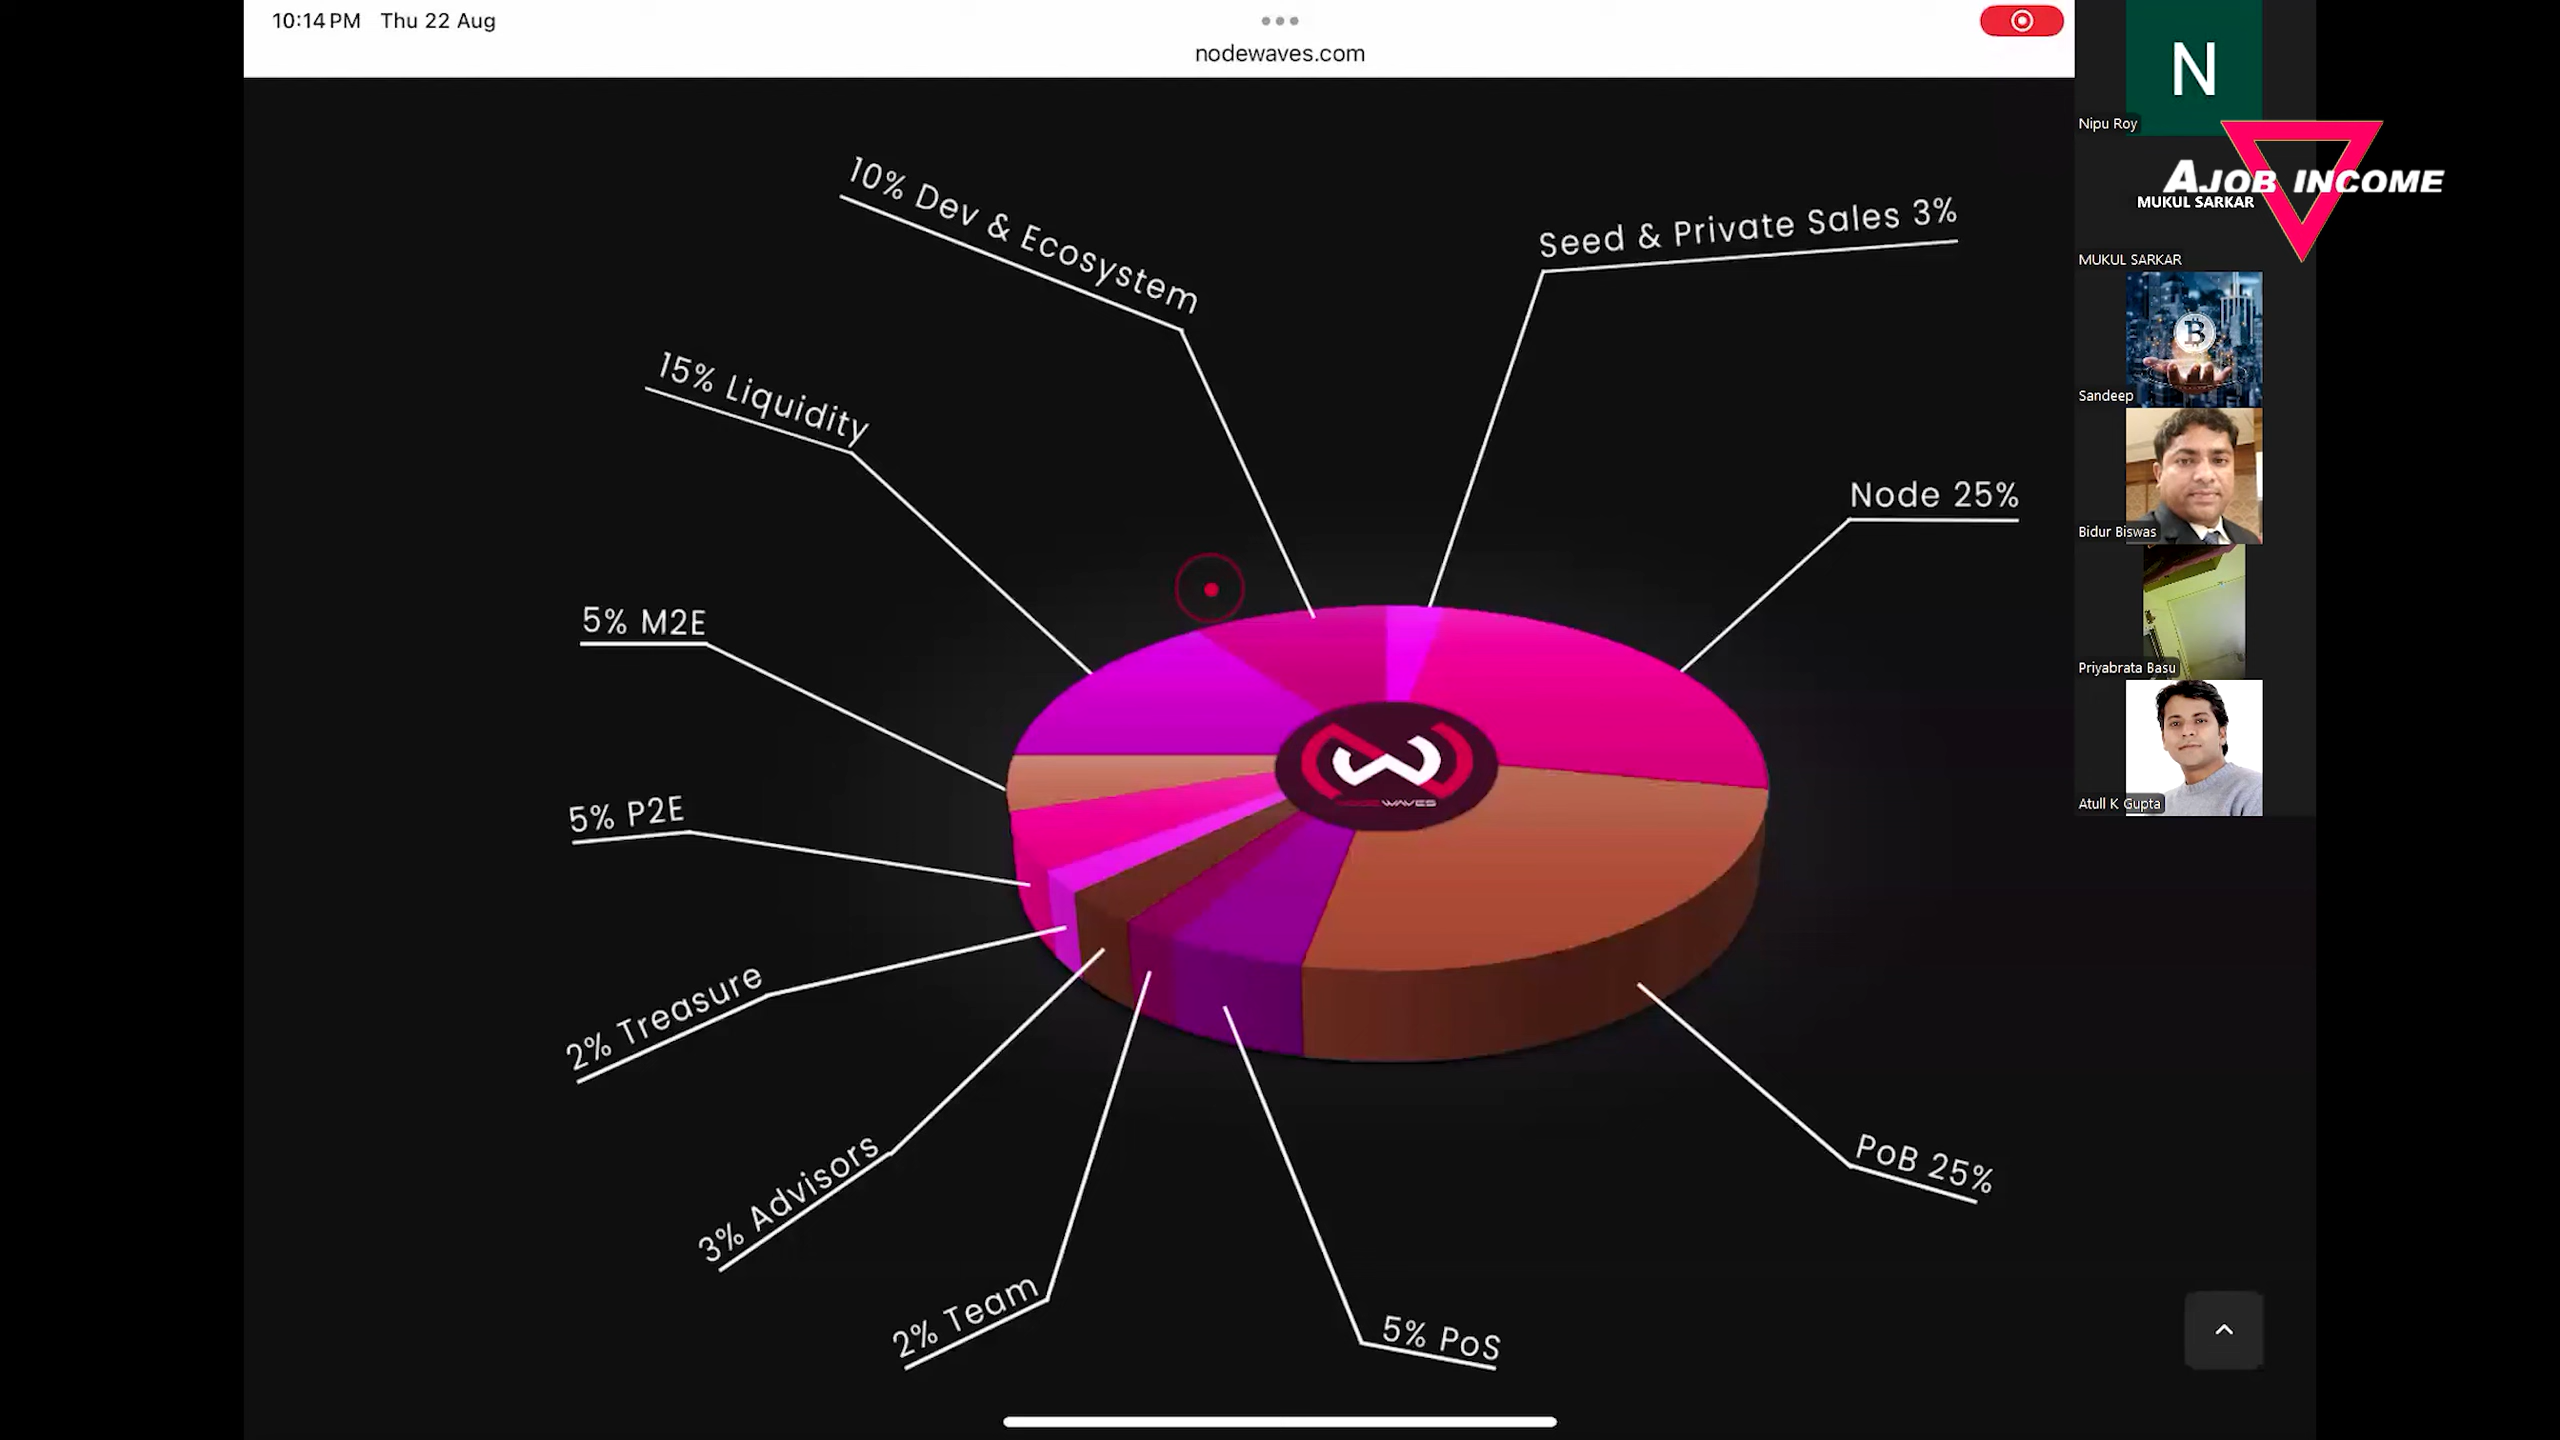 10:14 PM Thu 22 Aug
nodewaves.com
10% Dev & Ecosystem
Seed & Private Sales 3%
15% Liquidity
Node 25%
5% M2E
5% P2E
2% Treasure
3% Advisors
2% Team
5% PoS
PoB 25%
NODEWAVES
N
Nipu Roy
AJOB INCOME
MUKUL SARKAR
MUKUL SARKAR
Sandeep
Bidur Biswas
Priyabrata Basu
Atull K Gupta